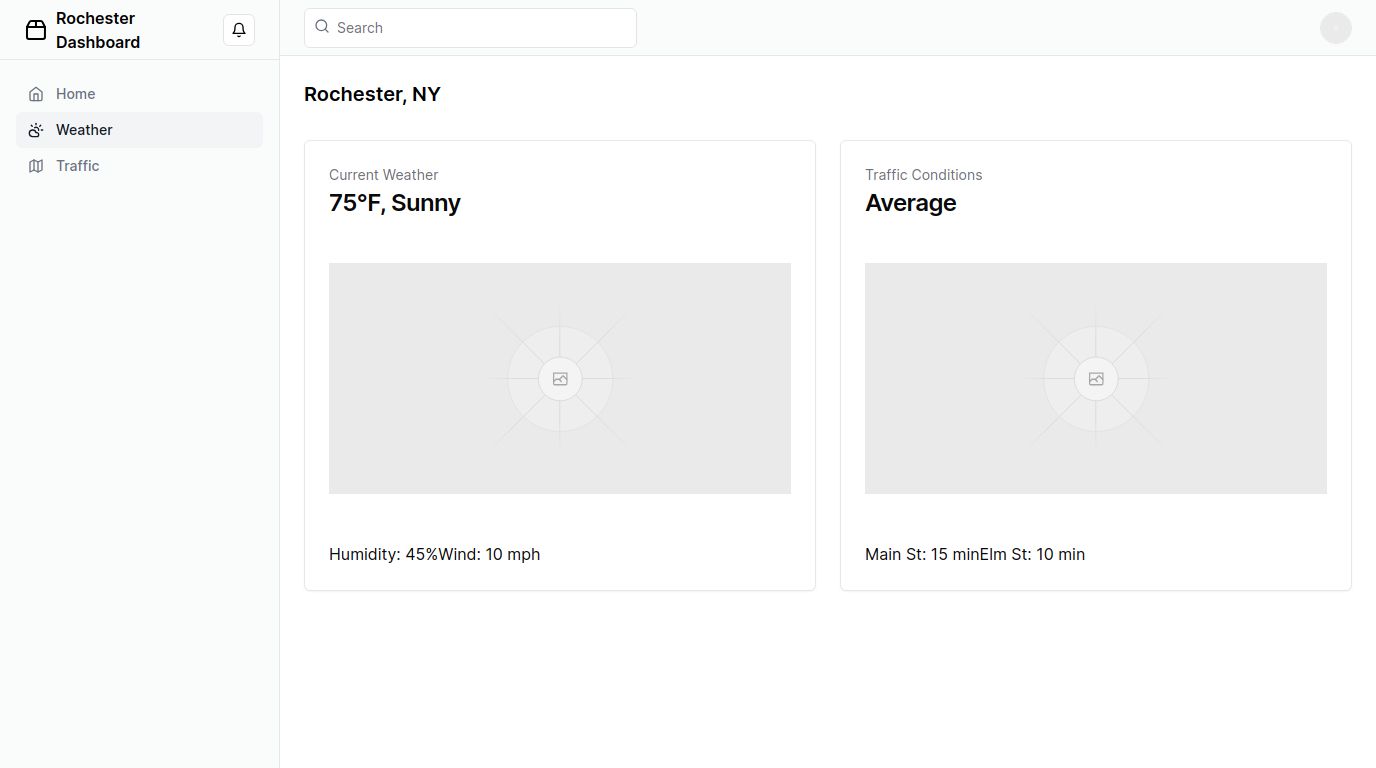 Rochester
Dashboard
Search
Home
Weather
Traffic
Rochester, NY
Current Weather
75°F, Sunny
Humidity: 45%Wind: 10 mph
Traffic Conditions
Average
Main St: 15 minElm St: 10 min